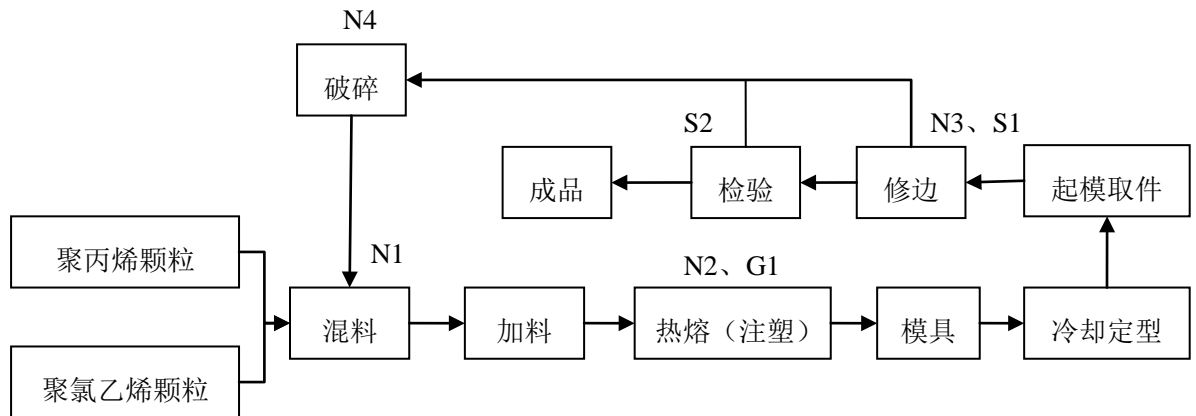 N4
破碎
S2
N3、S1
成品
检验
修边
起模取件
聚丙烯颗粒
N1
N2、G1
混料
加料
热熔（注塑）
模具
冷却定型
聚氯乙烯颗粒